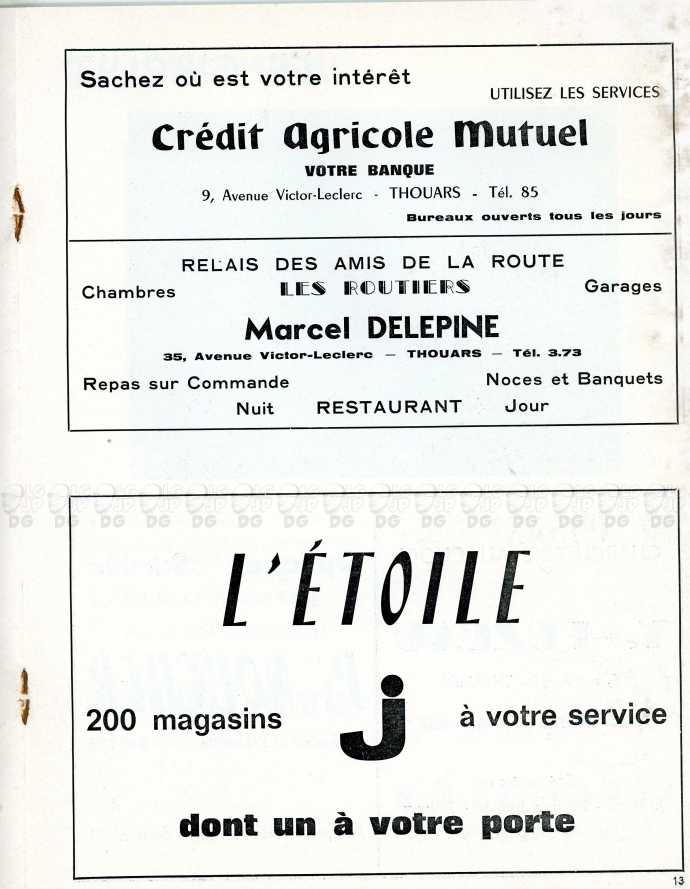 Sachez où est votre intérêt
UTILISEZ LES SERVICES
Crédit Agricole Mutuel
VOTRE BANQUE
9, Avenue Victor-Leclerc - THOUARS - Tél. 85
Bureaux ouverts tous les jours
RELAIS DES AMIS DE LA ROUTE
Chambres LES ROUTIERS Garages
Marcel DELEPINE
35, Avenue Victor-Leclerc — THOUARS — Tél. 3.73
Repas sur Commande Noces et Banquets
Nuit RESTAURANT Jour
L'ÉTOILE
200 magasins j à votre service
dont un à votre porte
13